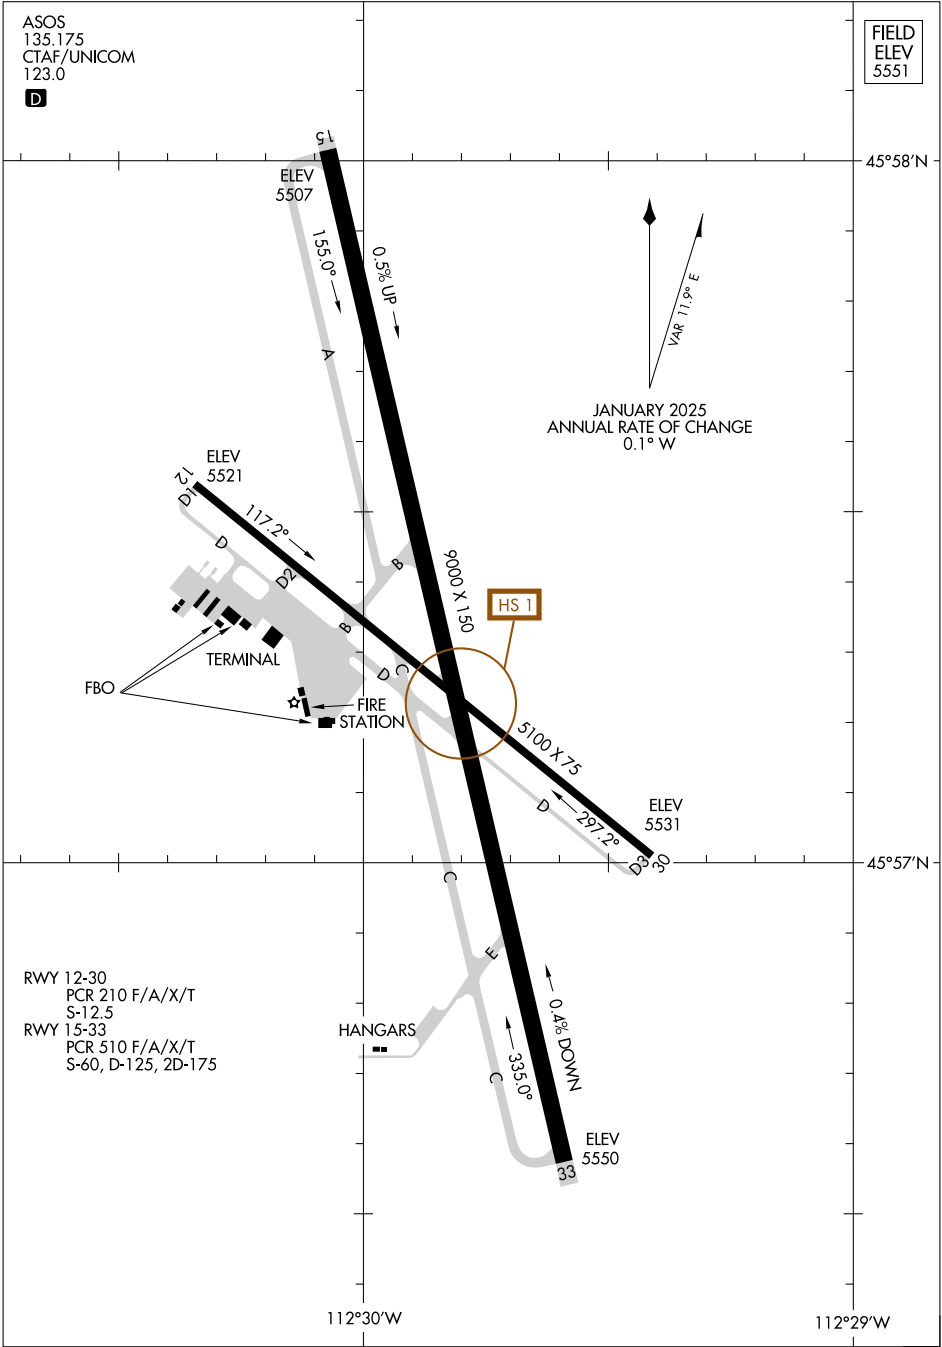 ASOS
135.175
CTAF/UNICOM
123.0
D
FIELD
ELEV
5551
15
45°58'N
ELEV
5507
155.0°
0.5% UP
VAR 11.9° E
A
JANUARY 2025
ANNUAL RATE OF CHANGE
0.1° W
ELEV
5521
12
D1
117.2°
D
D2
B
9000 X 150
HS 1
B
TERMINAL
C
D
FBO
FIRE
STATION
5100 X 75
D
ELEV
5531
297.2°
D3
30
45°57'N
C
E
RWY 12-30
PCR 210 F/A/X/T
S-12.5
RWY 15-33
PCR 510 F/A/X/T
S-60, D-125, 2D-175
HANGARS
0.4% DOWN
335.0°
C
ELEV
5550
33
112°30'W
112°29'W